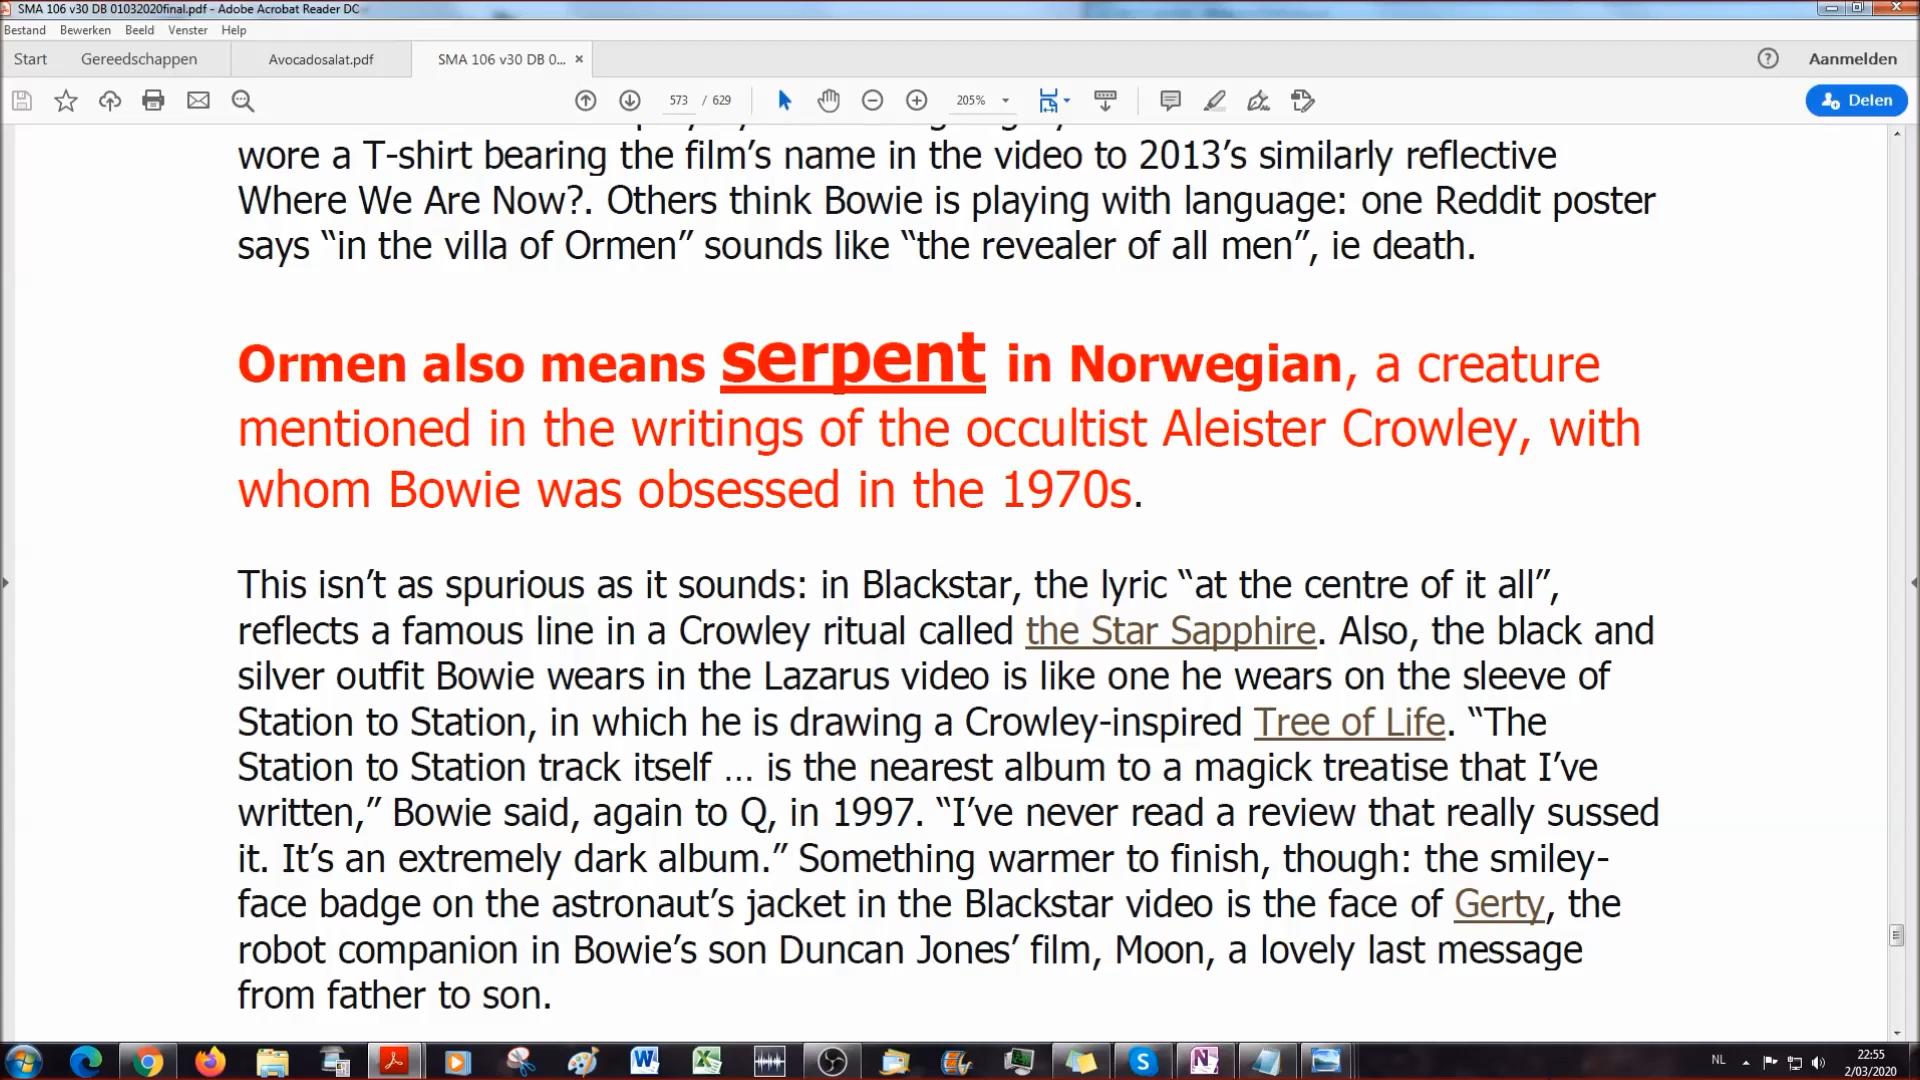 SMA 106 v30 DB 01032020final.pdf - Adobe Acrobat Reader DC
Bestand Bewerken Beeld Venster Help
Start Gereedschappen Avocadosalat.pdf SMA 106 v30 DB 0... × Aanmelden
573 / 629 205% Delen
wore a T-shirt bearing the film’s name in the video to 2013’s similarly reflective
Where We Are Now?. Others think Bowie is playing with language: one Reddit poster
says “in the villa of Ormen” sounds like “the revealer of all men”, ie death.
Ormen also means serpent in Norwegian, a creature
mentioned in the writings of the occultist Aleister Crowley, with
whom Bowie was obsessed in the 1970s.
This isn’t as spurious as it sounds: in Blackstar, the lyric “at the centre of it all”,
reflects a famous line in a Crowley ritual called the Star Sapphire. Also, the black and
silver outfit Bowie wears in the Lazarus video is like one he wears on the sleeve of
Station to Station, in which he is drawing a Crowley-inspired Tree of Life. “The
Station to Station track itself … is the nearest album to a magick treatise that I’ve
written,” Bowie said, again to Q, in 1997. “I’ve never read a review that really sussed
it. It’s an extremely dark album.” Something warmer to finish, though: the smiley-
face badge on the astronaut’s jacket in the Blackstar video is the face of Gerty, the
robot companion in Bowie’s son Duncan Jones’ film, Moon, a lovely last message
from father to son.
NL 22:55
2/03/2020